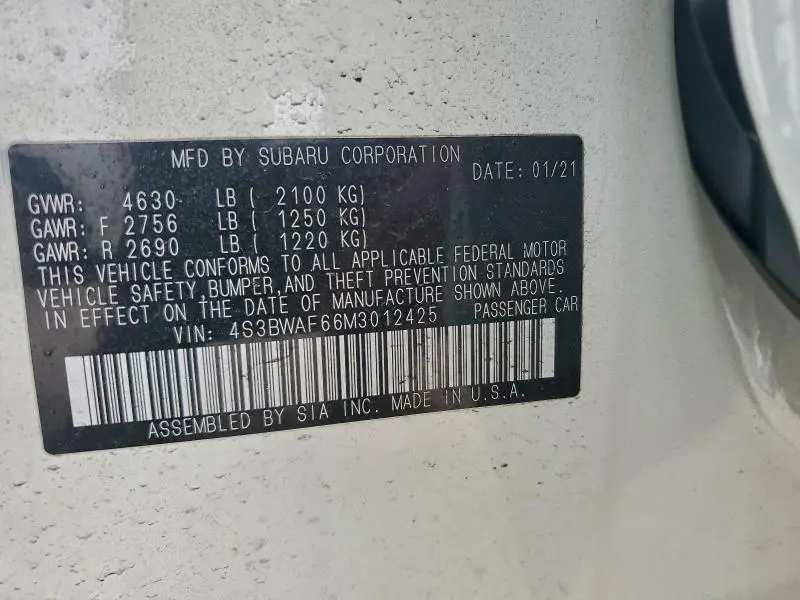 MFD BY SUBARU CORPORATION DATE: 01/21
GVWR: 4630 LB ( 2100 KG)
GAWR: F 2756 LB ( 1250 KG)
GAWR: R 2690 LB ( 1220 KG)
THIS VEHICLE CONFORMS TO ALL APPLICABLE FEDERAL MOTOR
VEHICLE SAFETY,BUMPER,AND THEFT PREVENTION STANDARDS
IN EFFECT ON THE DATE OF MANUFACTURE SHOWN ABOVE.
VIN: 4S3BWAF66M3012425 PASSENGER CAR
ASSEMBLED BY SIA INC. MADE IN U.S.A.